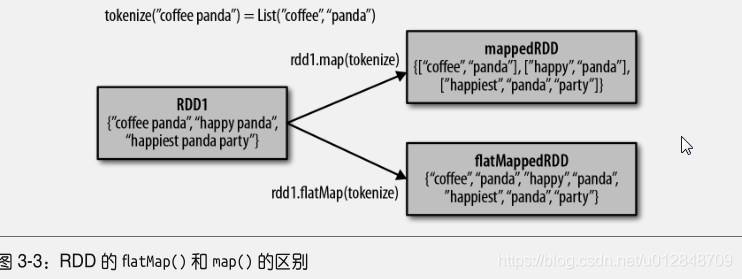 tokenize("coffee panda") = List("coffee", "panda")
rdd1.map(tokenize)
mappedRDD
{["coffee", "panda"], ["happy", "panda"],
["happiest", "panda", "party"]}
RDD1
{"coffee panda", "happy panda",
"happiest panda party"}
rdd1.flatMap(tokenize)
flatMappedRDD
{"coffee", "panda", "happy", "panda",
"happiest", "panda", "party"}
图 3-3：RDD 的 flatMap() 和 map() 的区别
https://blog.csdn.net/u012848709